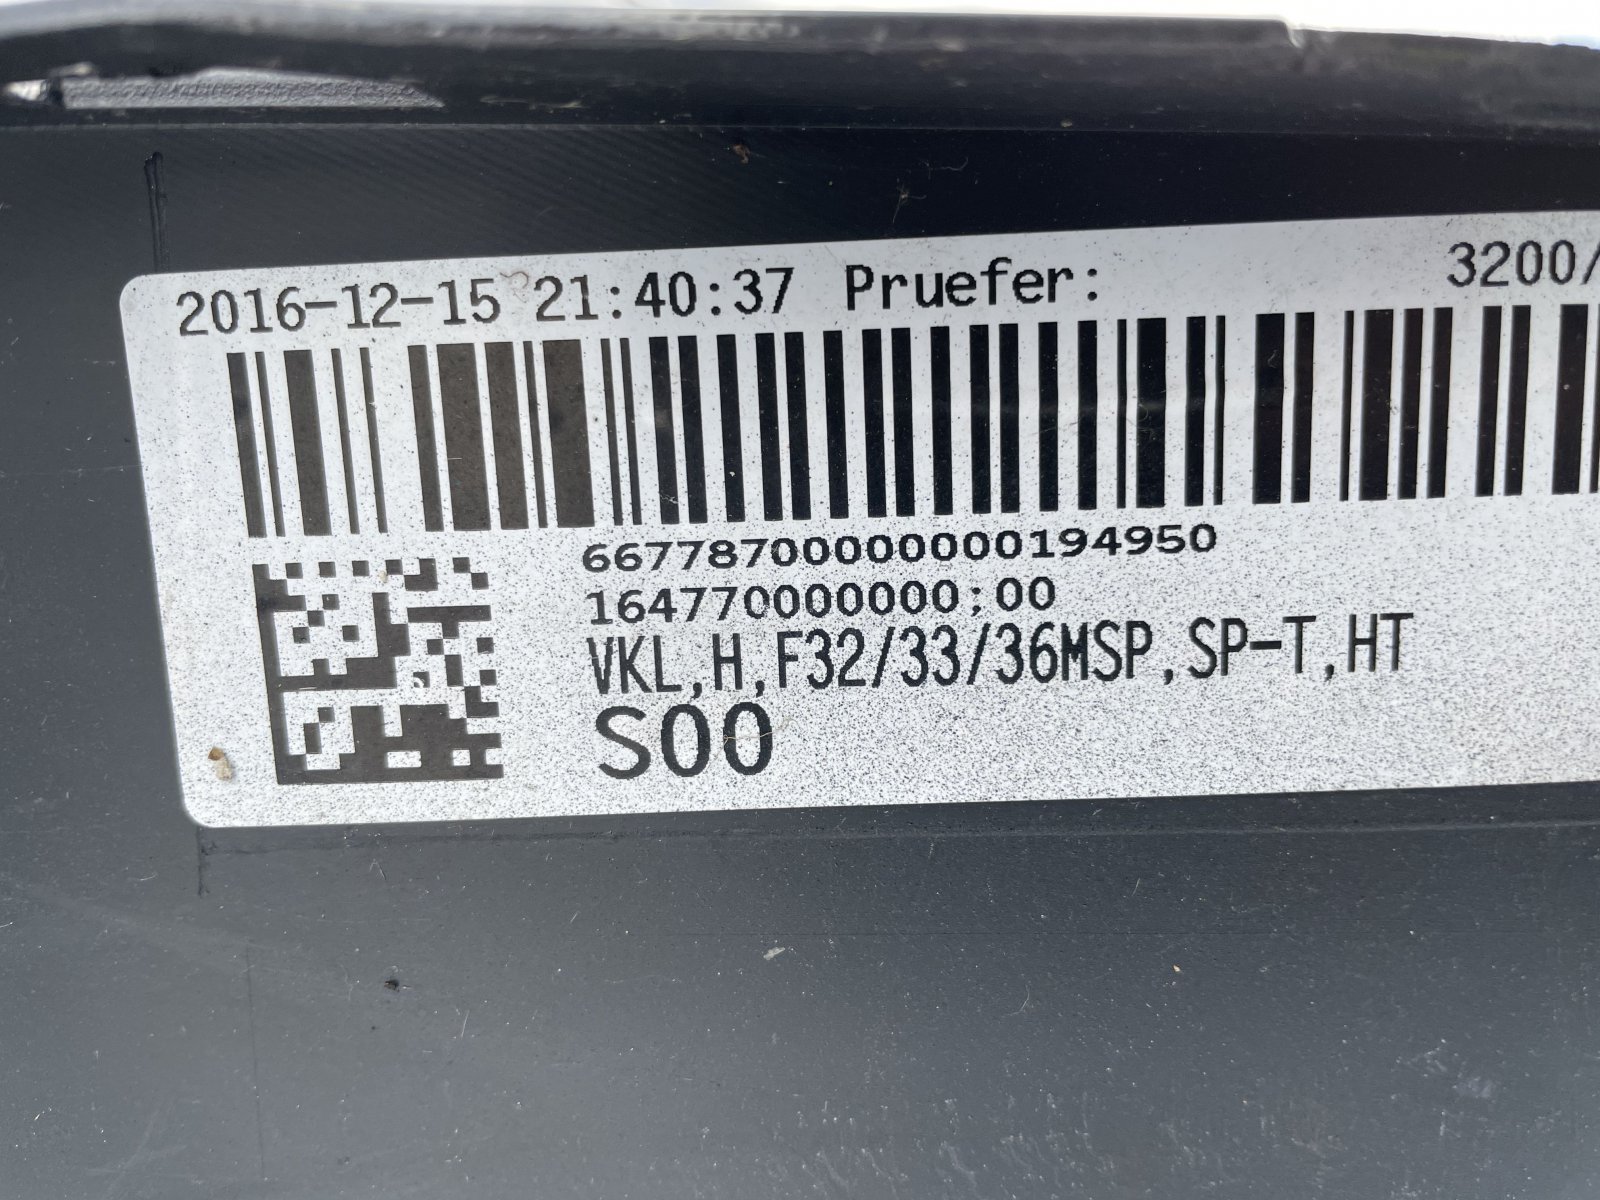 2016-12-15 21:40:37 Pruefer: 3200/
66778700000000194950
164770000000;00
VKL,H,F32/33/36MSP,SP-T,HT
S00